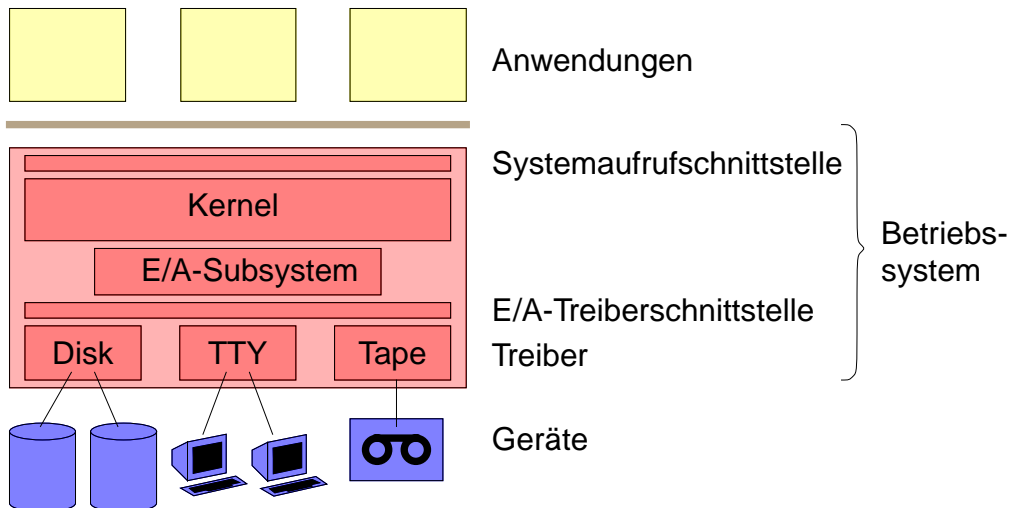 Anwendungen
Systemaufrufschnittstelle
Kernel
Betriebs-
system
E/A-Subsystem
E/A-Treiberschnittstelle
Disk
TTY
Tape
Treiber
Geräte